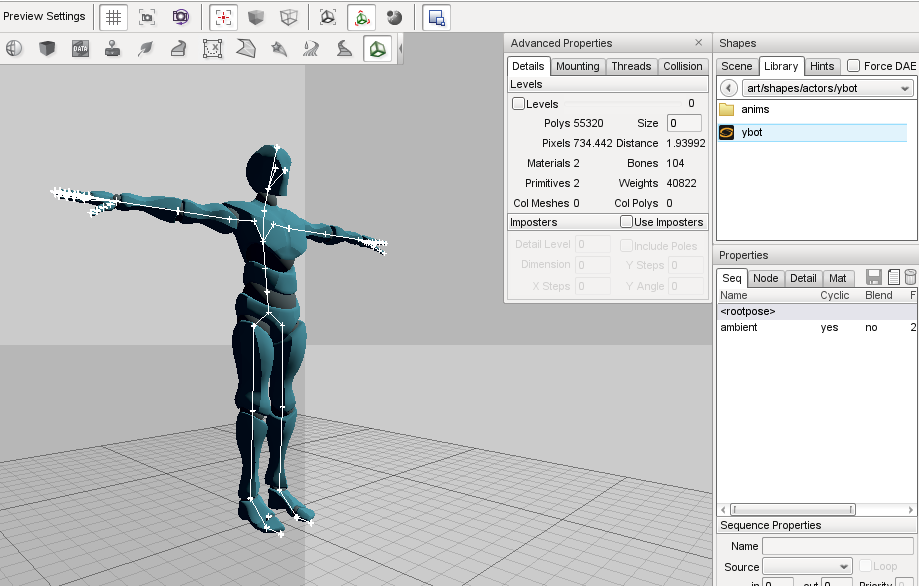 Preview Settings
DATA
Advanced Properties
Details Mounting Threads Collision
Levels
Levels 0
Polys 55320 Size 0
Pixels 734.442 Distance 1.93992
Materials 2 Bones 104
Primitives 2 Weights 40822
Col Meshes 0 Col Polys 0
Imposters Use Imposters
Detail Level 0 Include Poles
Dimension 0 Y Steps 0
X Steps 0 Y Angle 0
Shapes
Scene Library Hints Force DAE
art/shapes/actors/ybot
anims
ybot
Properties
Seq Node Detail Mat
Name Cyclic Blend F
<rootpose>
ambient yes no 2
Sequence Properties
Name
Source Loop
in 0 out 0 Priority 0